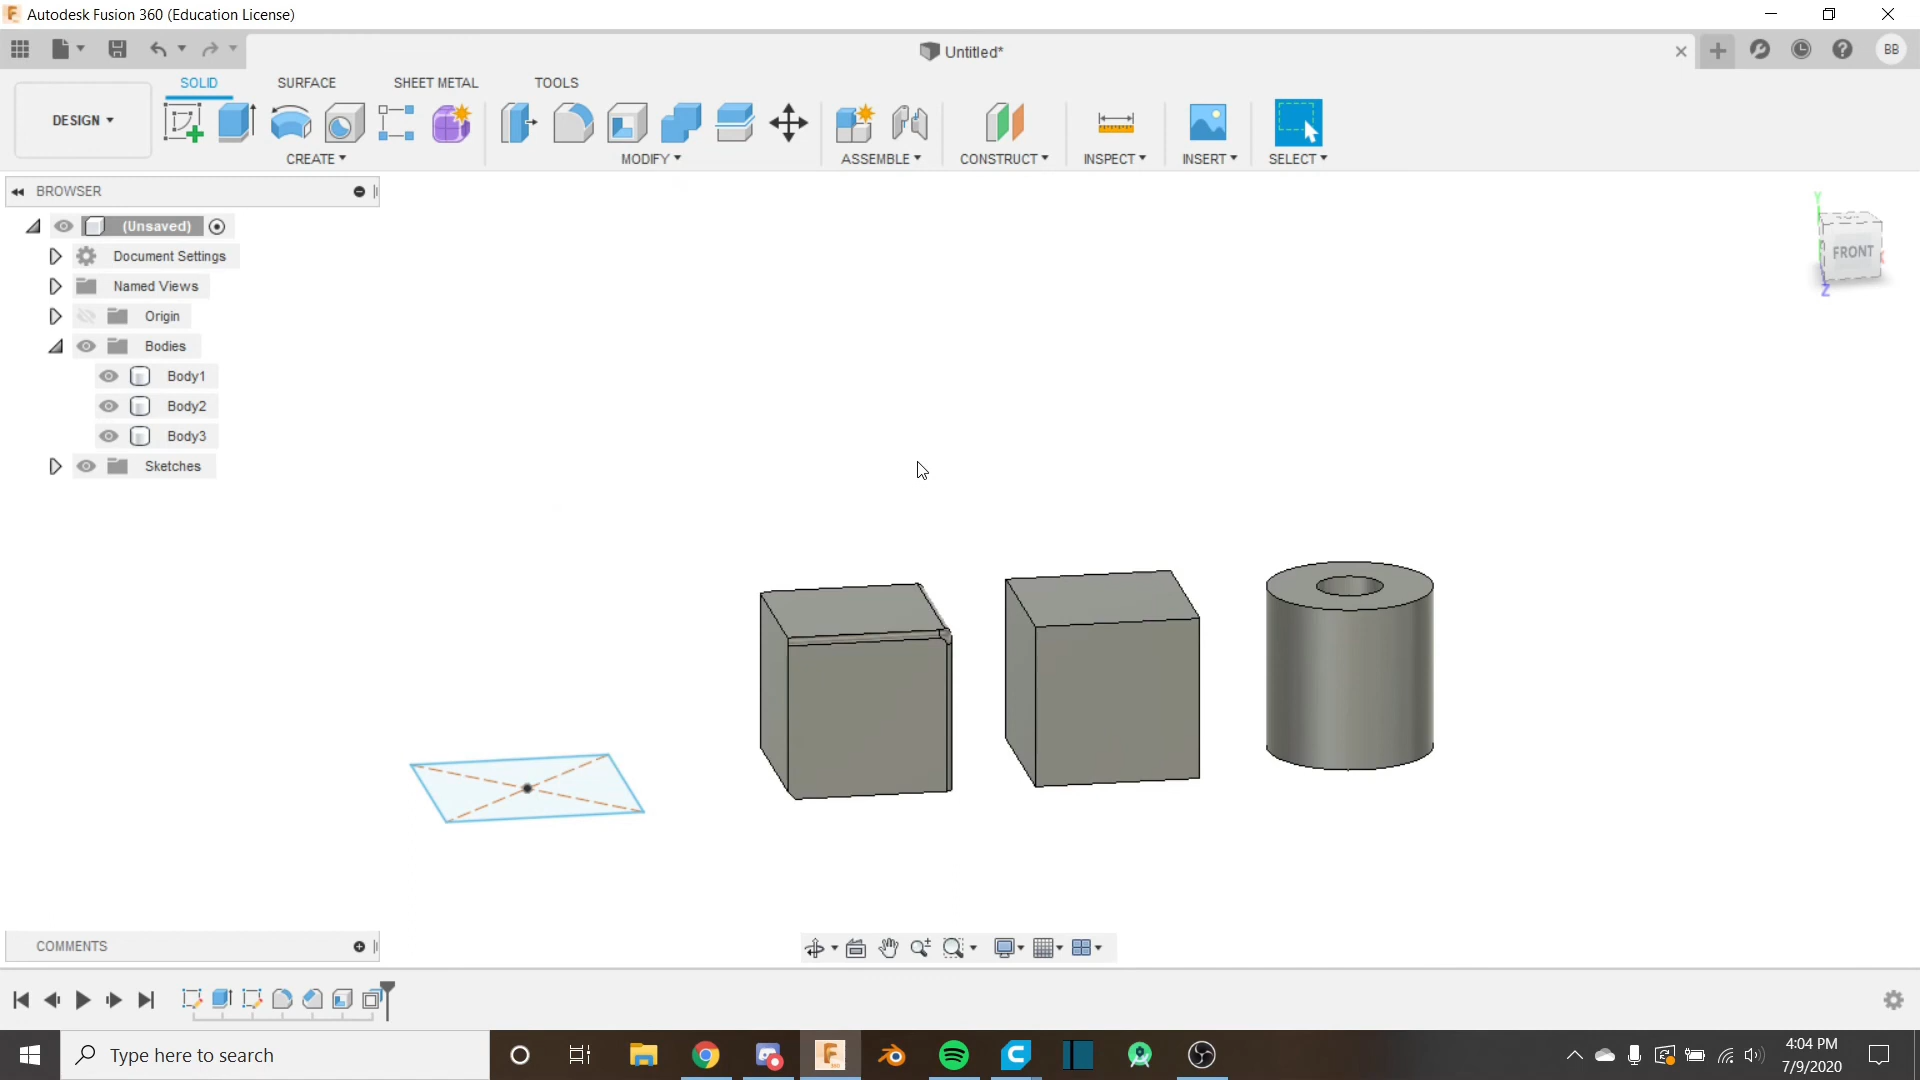 Autodesk Fusion 360 (Education License)
Untitled*
BB
SOLID SURFACE SHEET METAL TOOLS
DESIGN
CREATE MODIFY ASSEMBLE CONSTRUCT INSPECT INSERT SELECT
BROWSER
(Unsaved)
Document Settings
Named Views
Origin
Bodies
Body1
Body2
Body3
Sketches
Y
FRONT
X
Z
COMMENTS
Type here to search
4:04 PM
7/9/2020